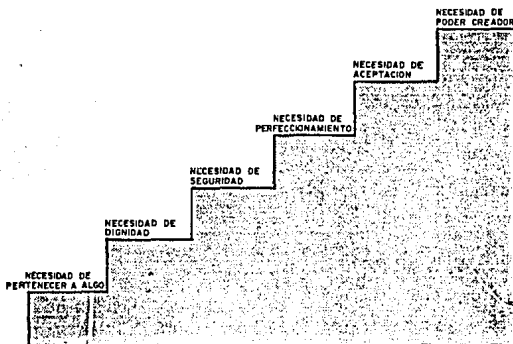 NECESIDAD DE
PODER CREADOR
NECESIDAD DE
ACEPTACION
NECESIDAD DE
PERFECCIONAMIENTO
NECESIDAD DE
SEGURIDAD
NECESIDAD DE
DIGNIDAD
NECESIDAD DE
PERTENECER A ALGO